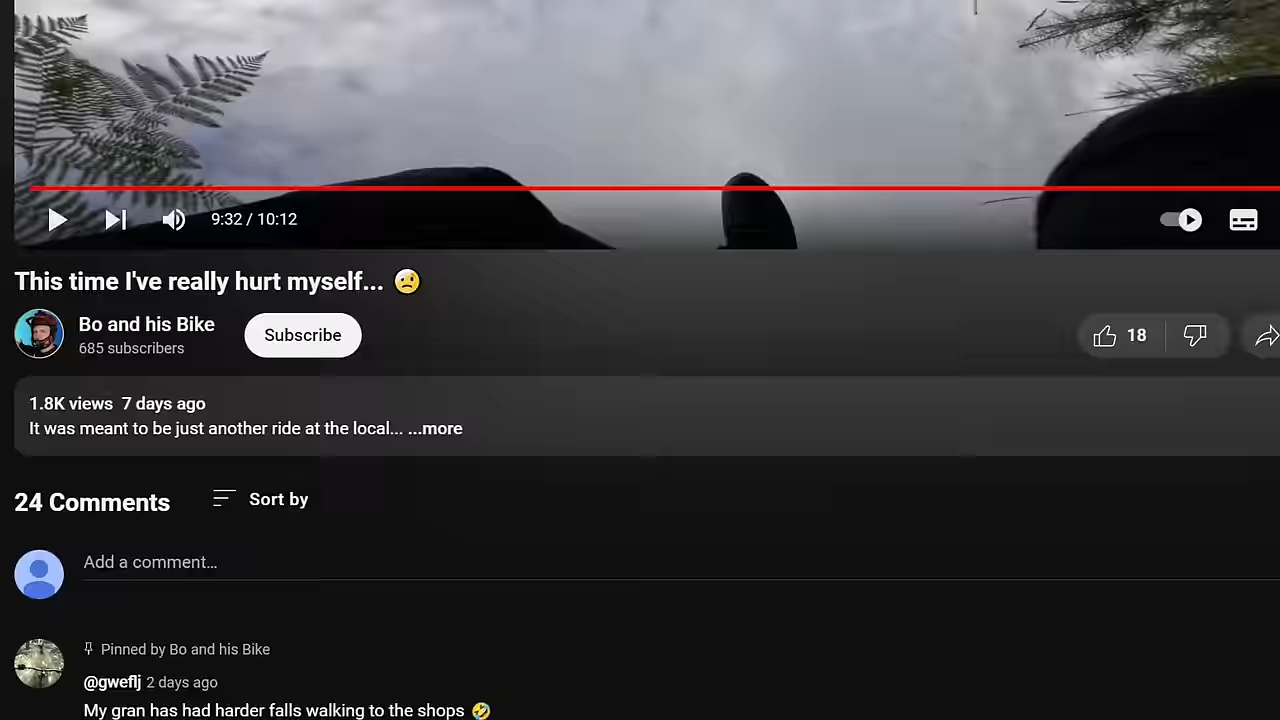 9:32 / 10:12
This time I've really hurt myself... 🤕
Bo and his Bike
685 subscribers
Subscribe
18
1.8K views 7 days ago
It was meant to be just another ride at the local... ...more
24 Comments
Sort by
Add a comment...
Pinned by Bo and his Bike
@gweflj 2 days ago
My gran has had harder falls walking to the shops 🤣